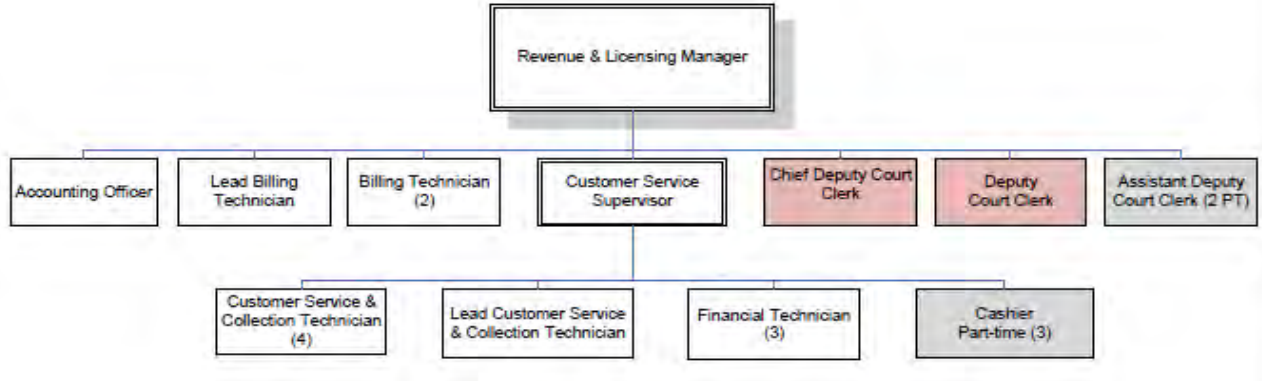 Revenue & Licensing Manager
Accounting Officer
Lead Billing
Technician
Billing Technician
(2)
Customer Service
Supervisor
Chief Deputy Court
Clerk
Deputy
Court Clerk
Assistant Deputy
Court Clerk (2 PT)
Customer Service &
Collection Technician
(4)
Lead Customer Service
& Collection Technician
Financial Technician
(3)
Cashier
Part-time (3)